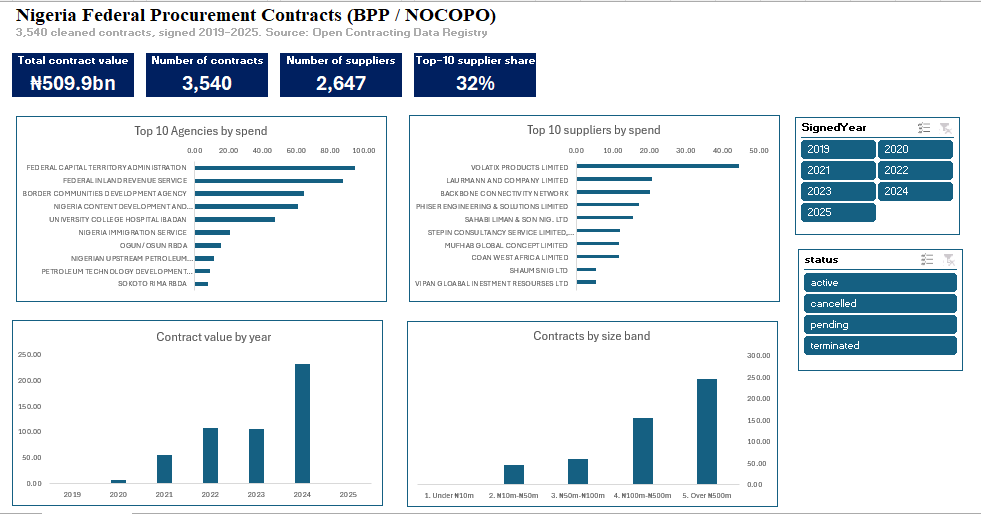 Nigeria Federal Procurement Contracts (BPP / NOCOPO)
3,540 cleaned contracts, signed 2019–2025. Source: Open Contracting Data Registry
Total contract value
₦509.9bn
Number of contracts
3,540
Number of suppliers
2,647
Top-10 supplier share
32%
Top 10 Agencies by spend
0.00 20.00 40.00 60.00 80.00 100.00
FEDERAL CAPITAL TERRITORY ADMINISTRATION
FEDERAL INLAND REVENUE SERVICE
BORDER COMMUNITIES DEVELOPMENT AGENCY
NIGERIA CONTENT DEVELOPMENT AND...
UNIVERSITY COLLEGE HOSPITAL IBADAN
NIGERIA IMMIGRATION SERVICE
OGUN/OSUN RBDA
NIGERIAN UPSTREAM PETROLEUM...
PETROLEUM TECHNOLOGY DEVELOPMENT...
SOKOTO RIMA RBDA
Top 10 suppliers by spend
0.00 10.00 20.00 30.00 40.00 50.00
VOLATIX PRODUCTS LIMITED
LAURMANN AND COMPANY LIMITED
BACKBONE CONNECTIVITY NETWORK
PHISER ENGINEERING & SOLUTIONS LIMITED
SAHABI LIMAN & SON NIG. LTD
STEPIN CONSULTANCY SERVICE LIMITED,...
MUFHAB GLOBAL CONCEPT LIMITED
COAN WEST AFRICA LIMITED
SHAUMS NIG LTD
VIPAN GLOABAL INESTMENT RESOURSES LTD
SignedYear
2019 2020
2021 2022
2023 2024
2025
status
active
cancelled
pending
terminated
Contract value by year
250.00
200.00
150.00
100.00
50.00
0.00
2019 2020 2021 2022 2023 2024 2025
Contracts by size band
300.00
250.00
200.00
150.00
100.00
50.00
0.00
1. Under ₦10m 2. ₦10m-₦50m 3. ₦50m-₦100m 4. ₦100m-₦500m 5. Over ₦500m